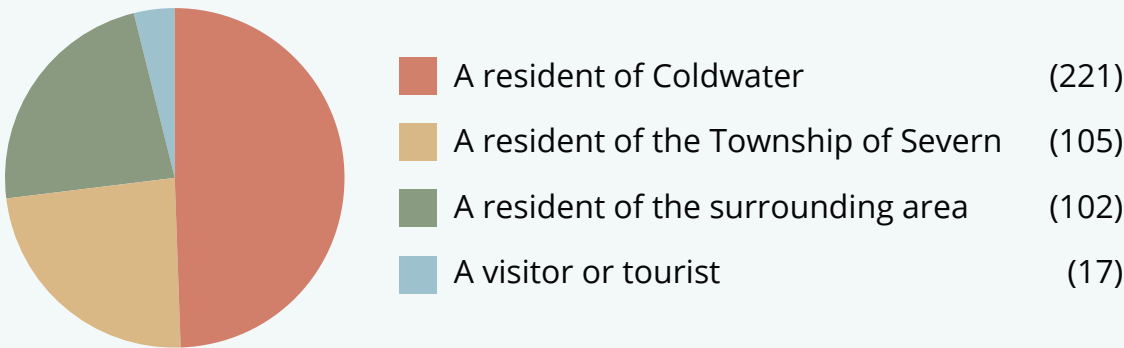 A resident of Coldwater (221)
A resident of the Township of Severn (105)
A resident of the surrounding area (102)
A visitor or tourist (17)